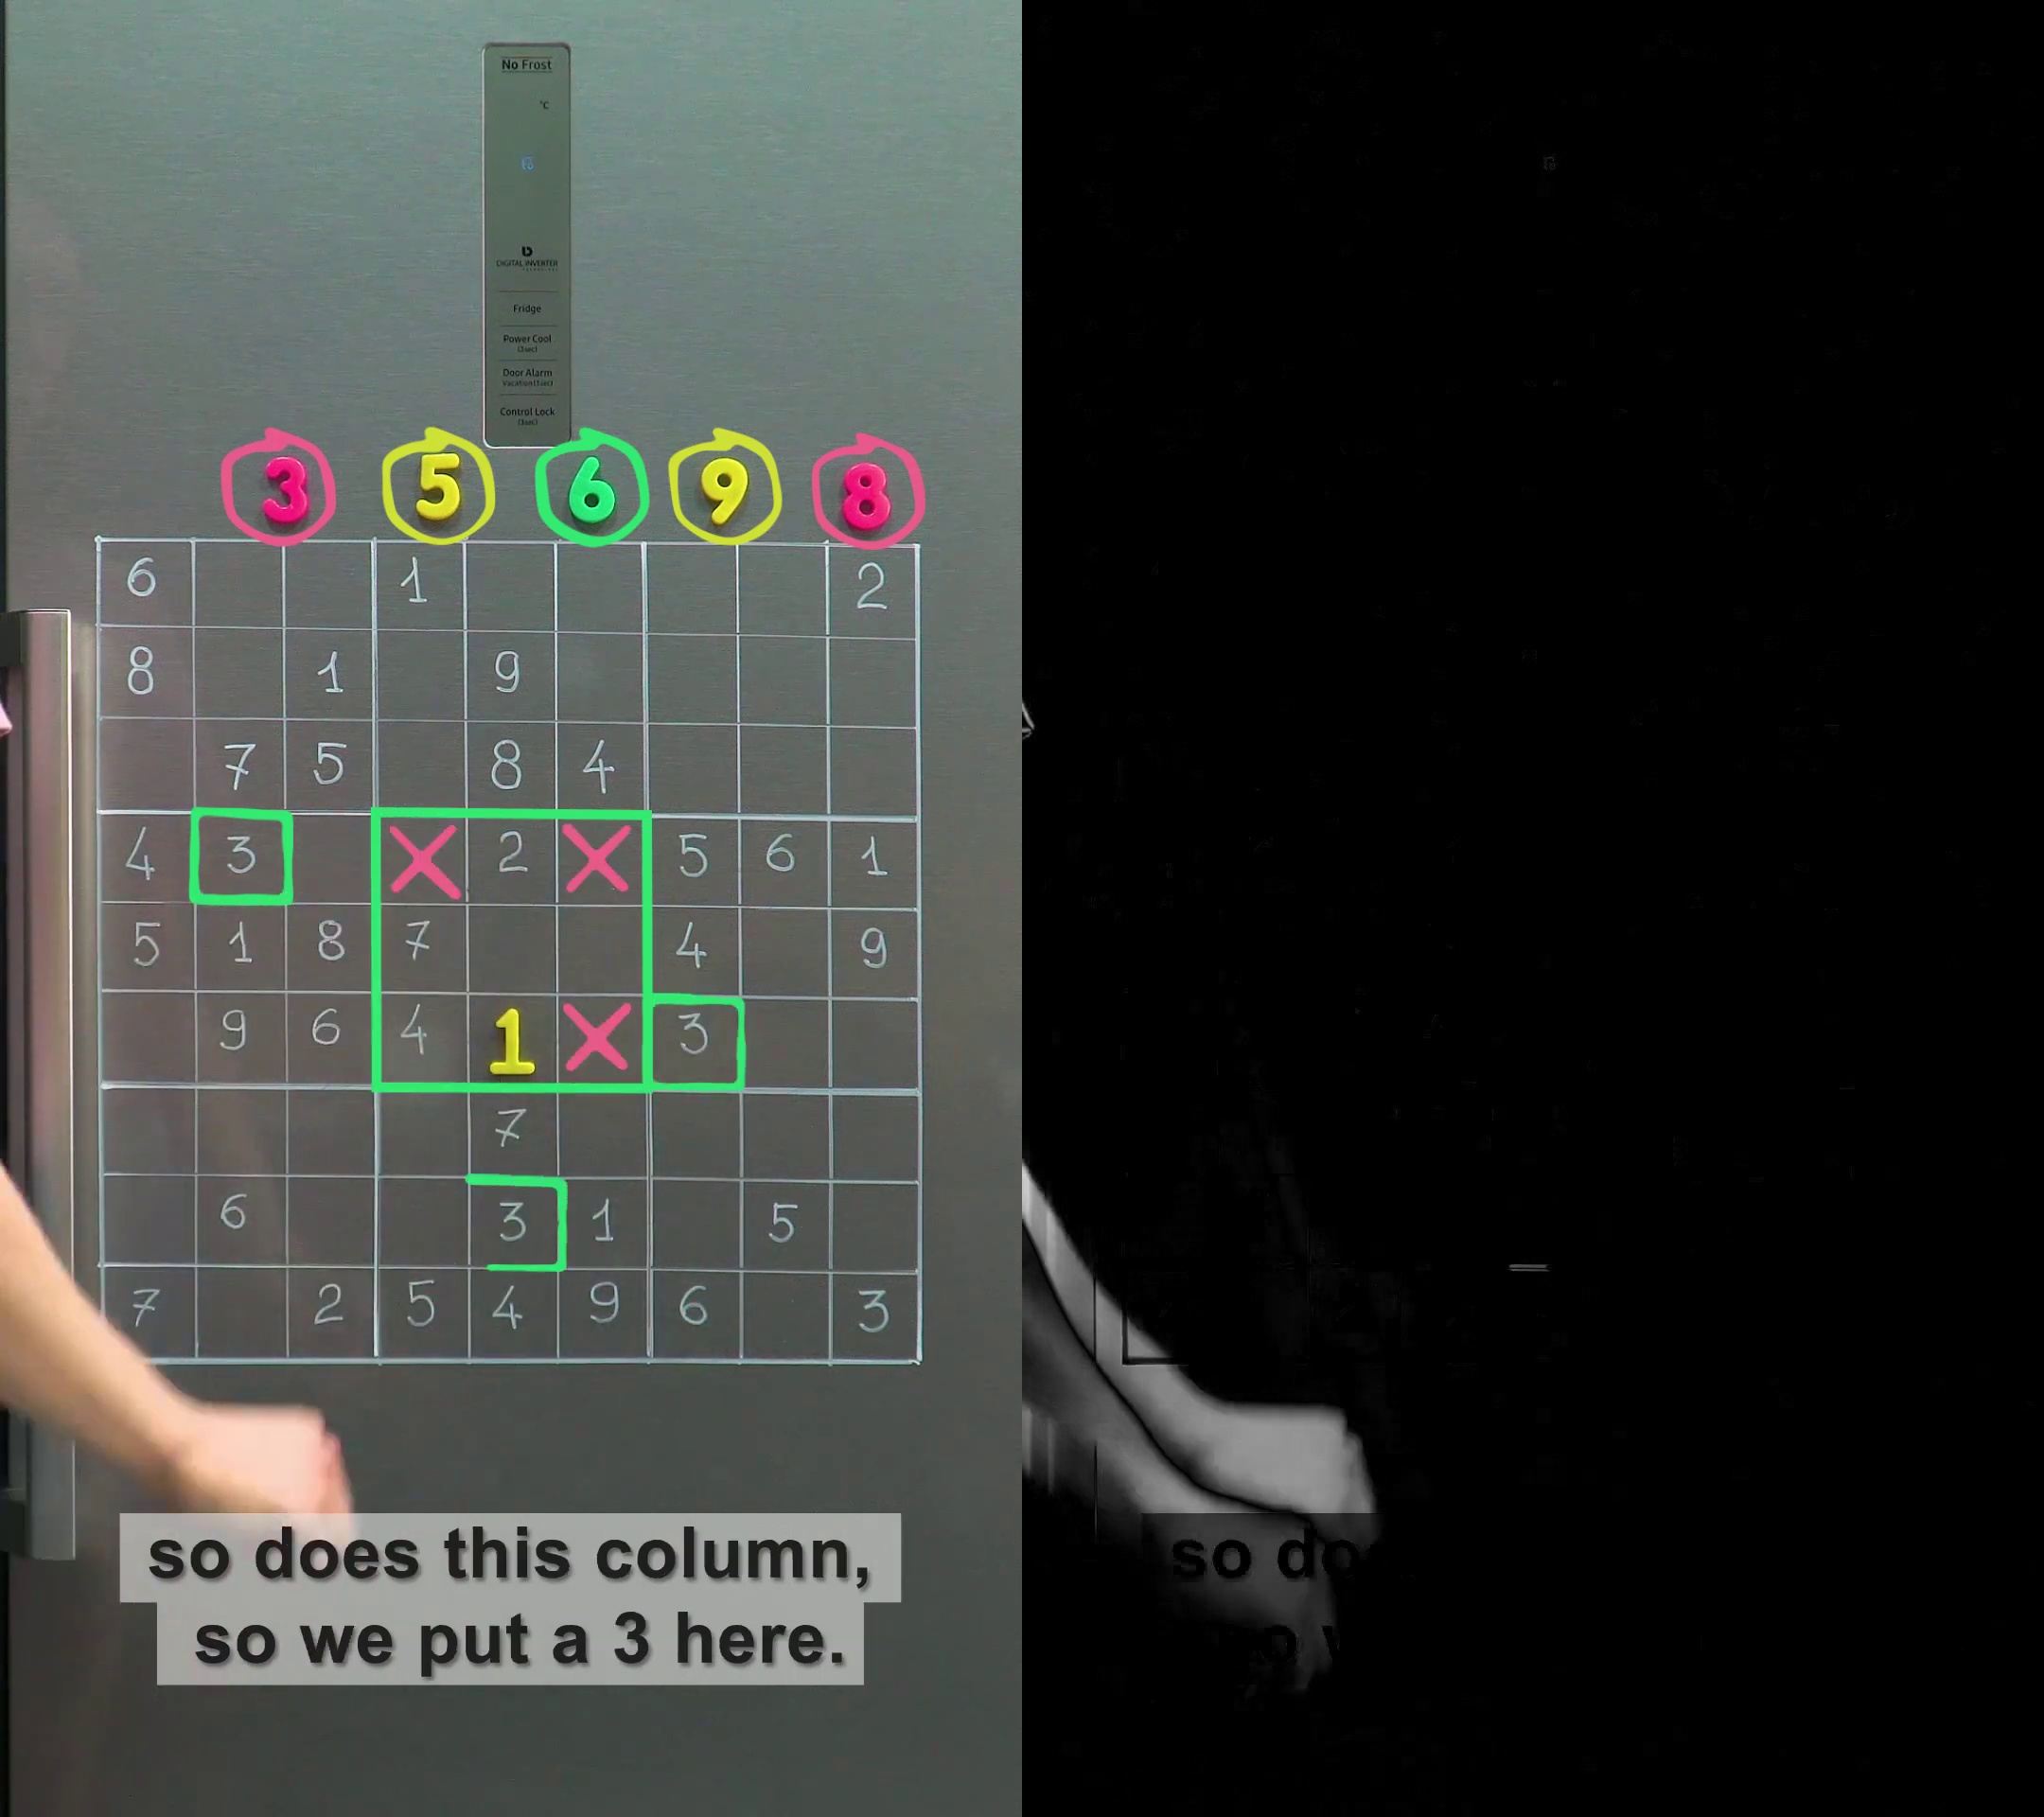 No Frost
°C
DIGITAL INVERTER
Fridge
Power Cool
(3sec)
Door Alarm
Vacation(3sec)
Control Lock
(3sec)
3 5 6 9 8
6 1 2
8 1 9
7 5 8 4
4 3 2 5 6 1
5 1 8 7 4 9
9 6 4 1 3
7
6 3 1 5
7 2 5 4 9 6 3
so does this column,
so we put a 3 here.
so do